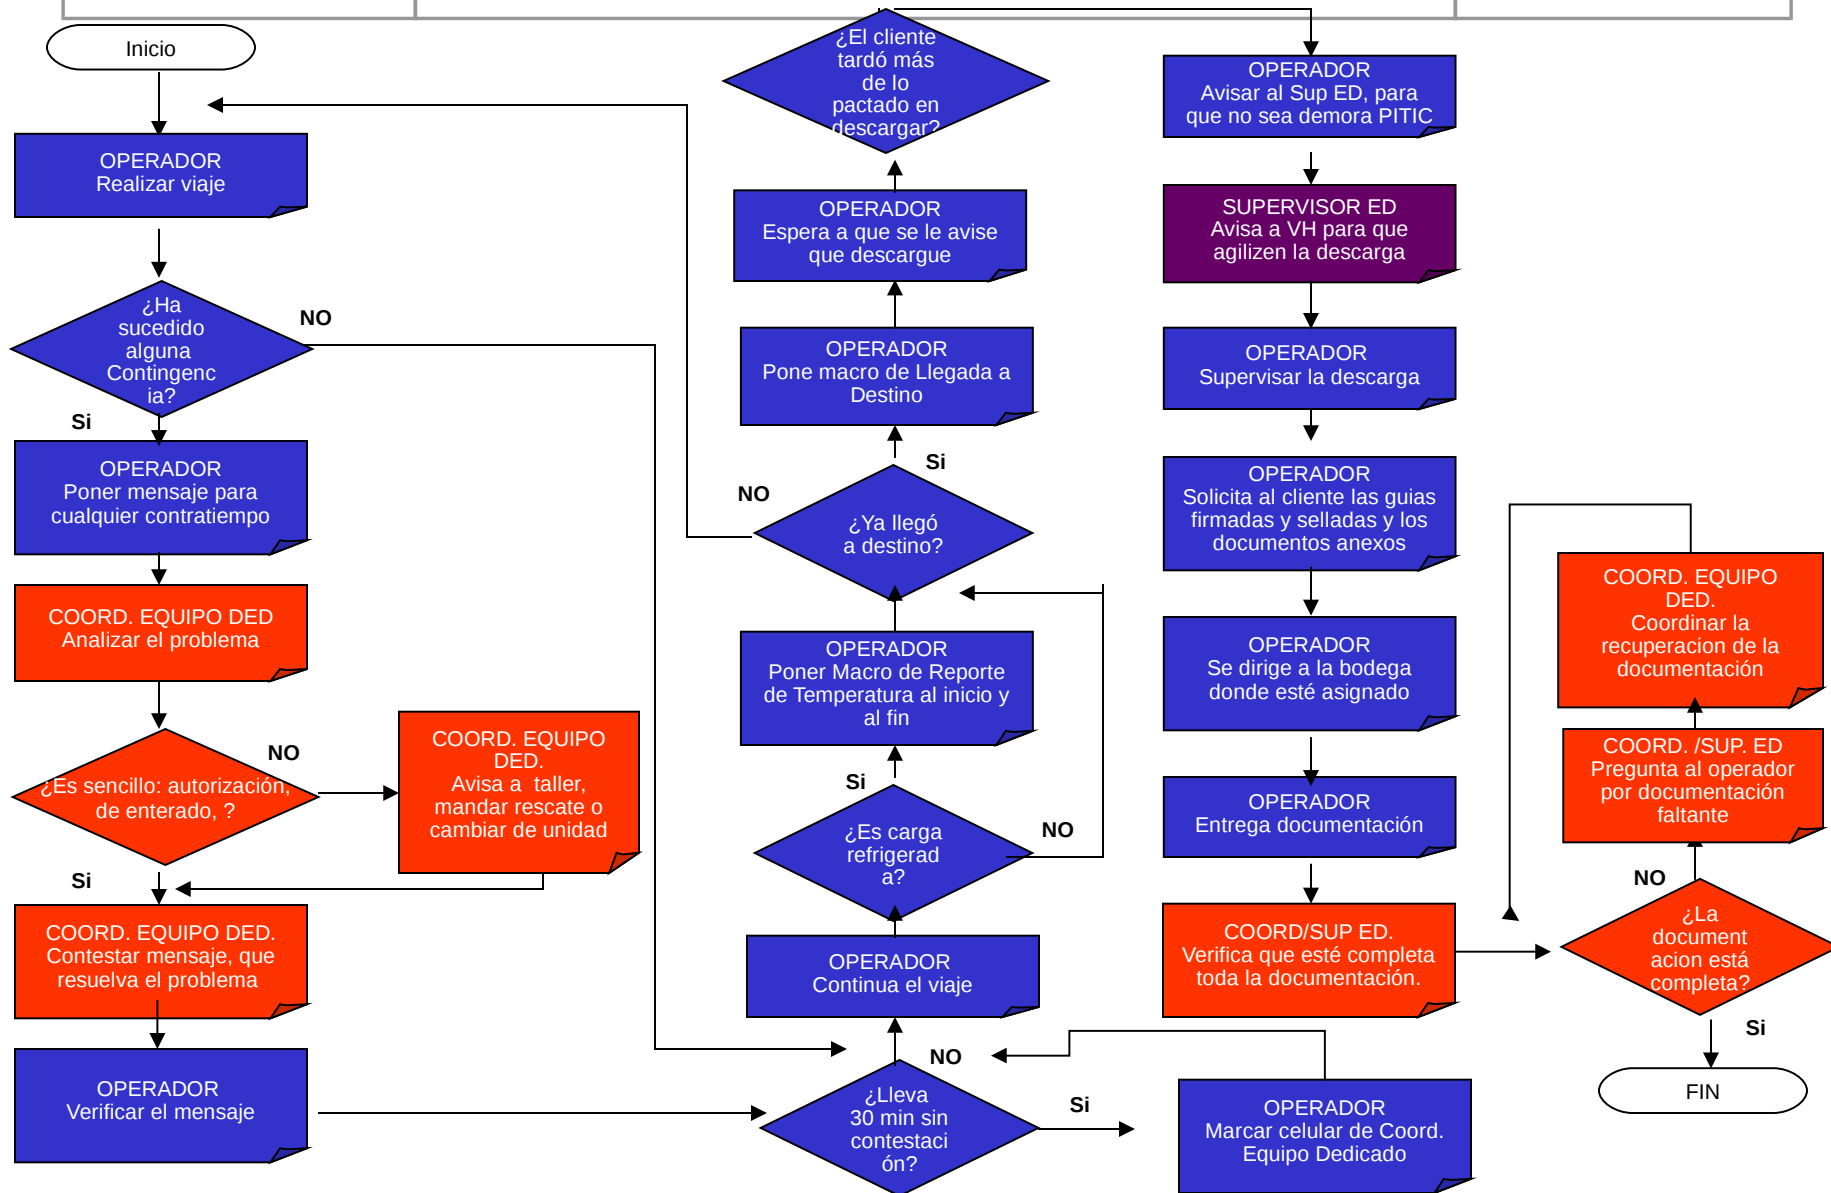 Inicio
OPERADOR
Realizar viaje
¿Ha
sucedido
alguna
Contingenc
ia?
NO
Si
OPERADOR
Poner mensaje para
cualquier contratiempo
COORD. EQUIPO DED
Analizar el problema
¿Es sencillo: autorización,
de enterado, ?
NO
COORD. EQUIPO
DED.
Avisa a taller,
mandar rescate o
cambiar de unidad
Si
COORD. EQUIPO DED.
Contestar mensaje, que
resuelva el problema
OPERADOR
Verificar el mensaje
¿El cliente
tardó más
de lo
pactado en
descargar?
OPERADOR
Espera a que se le avise
que descargue
OPERADOR
Pone macro de Llegada a
Destino
Si
NO
¿Ya llegó
a destino?
OPERADOR
Poner Macro de Reporte
de Temperatura al inicio y
al fin
Si
¿Es carga
refrigerad
a?
NO
OPERADOR
Continua el viaje
NO
¿Lleva
30 min sin
contestaci
ón?
Si
OPERADOR
Marcar celular de Coord.
Equipo Dedicado
OPERADOR
Avisar al Sup ED, para
que no sea demora PITIC
SUPERVISOR ED
Avisa a VH para que
agilizen la descarga
OPERADOR
Supervisar la descarga
OPERADOR
Solicita al cliente las guias
firmadas y selladas y los
documentos anexos
OPERADOR
Se dirige a la bodega
donde esté asignado
OPERADOR
Entrega documentación
COORD/SUP ED.
Verifica que esté completa
toda la documentación.
COORD. EQUIPO
DED.
Coordinar la
recuperacion de la
documentación
COORD. /SUP. ED
Pregunta al operador
por documentación
faltante
NO
¿La
document
acion está
completa?
Si
FIN